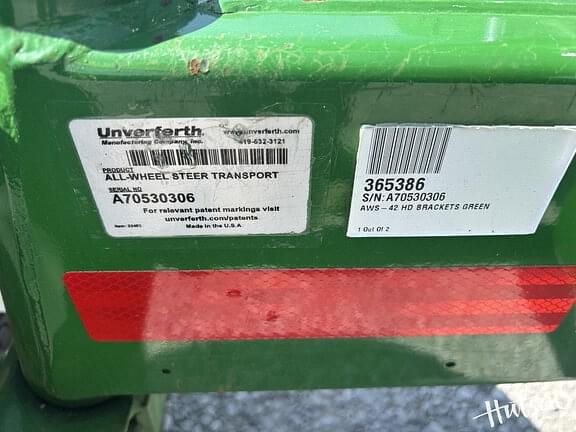 Unverferth www.unverferth.com
Manufacturing Company, Inc. 419-532-3121
PRODUCT
ALL-WHEEL STEER TRANSPORT
SERIAL NO
A70530306
For relevant patent markings visit
unverferth.com/patents
Made in the U.S.A.
365386
S/N:A70530306
AWS-42 HD BRACKETS GREEN
1 Out Of 2